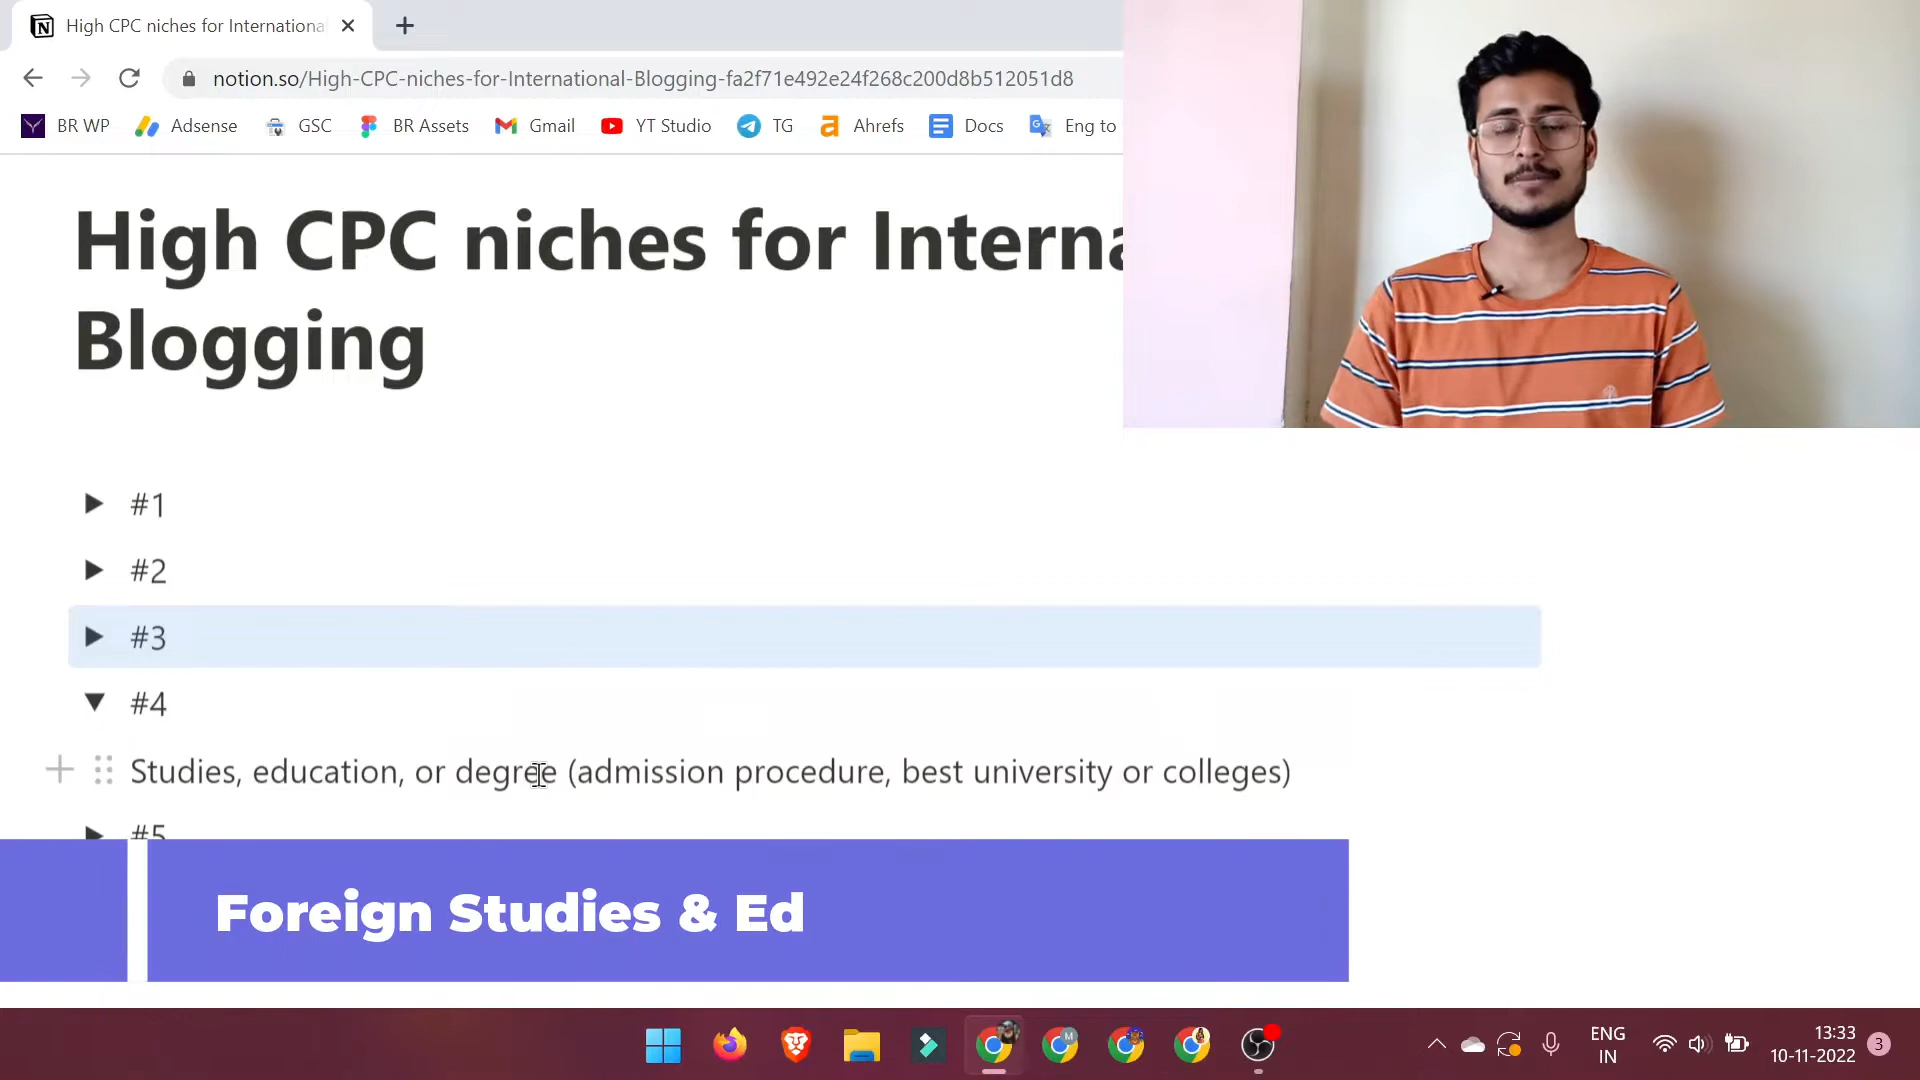 High CPC niches for Internationa
notion.so/High-CPC-niches-for-International-Blogging-fa2f71e492e24f268c200d8b512051d8
BR WP Adsense GSC BR Assets Gmail YT Studio TG Ahrefs Docs Eng to
High CPC niches for Interna
Blogging
#1
#2
#3
#4
Studies, education, or degree (admission procedure, best university or colleges)
#5
Foreign Studies & Ed
ENG
IN
13:33
10-11-2022
3